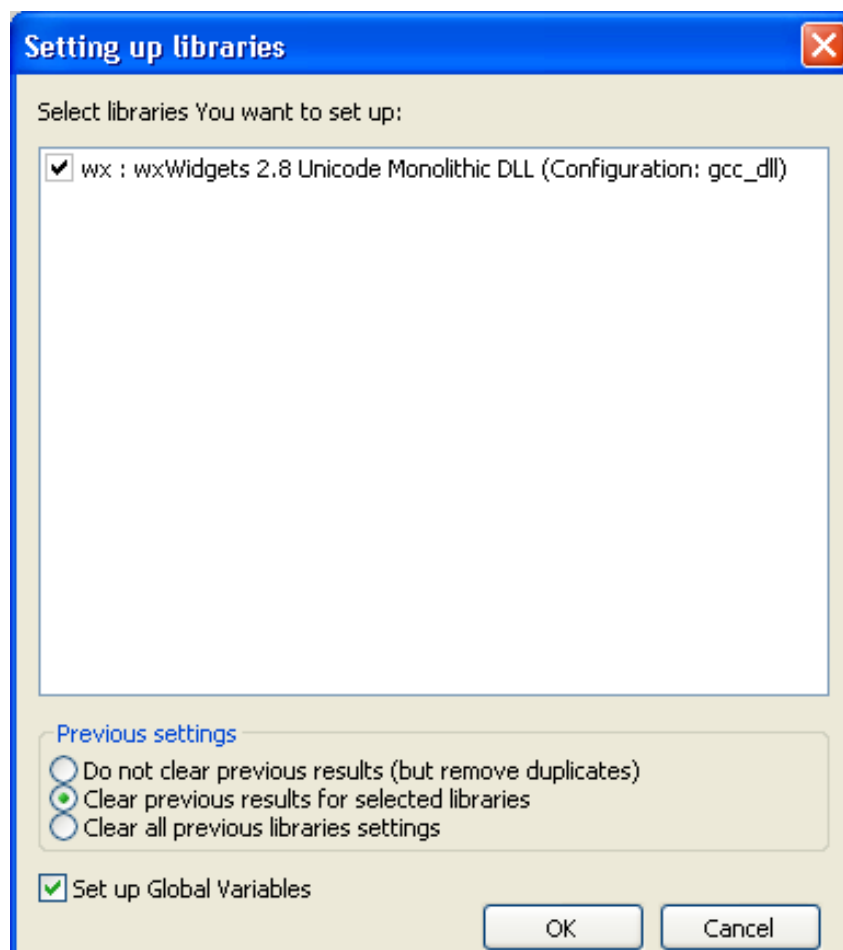 Setting up libraries
Select libraries You want to set up:
wx : wxWidgets 2.8 Unicode Monolithic DLL (Configuration: gcc_dll)
Previous settings
Do not clear previous results (but remove duplicates)
Clear previous results for selected libraries
Clear all previous libraries settings
Set up Global Variables
OK Cancel